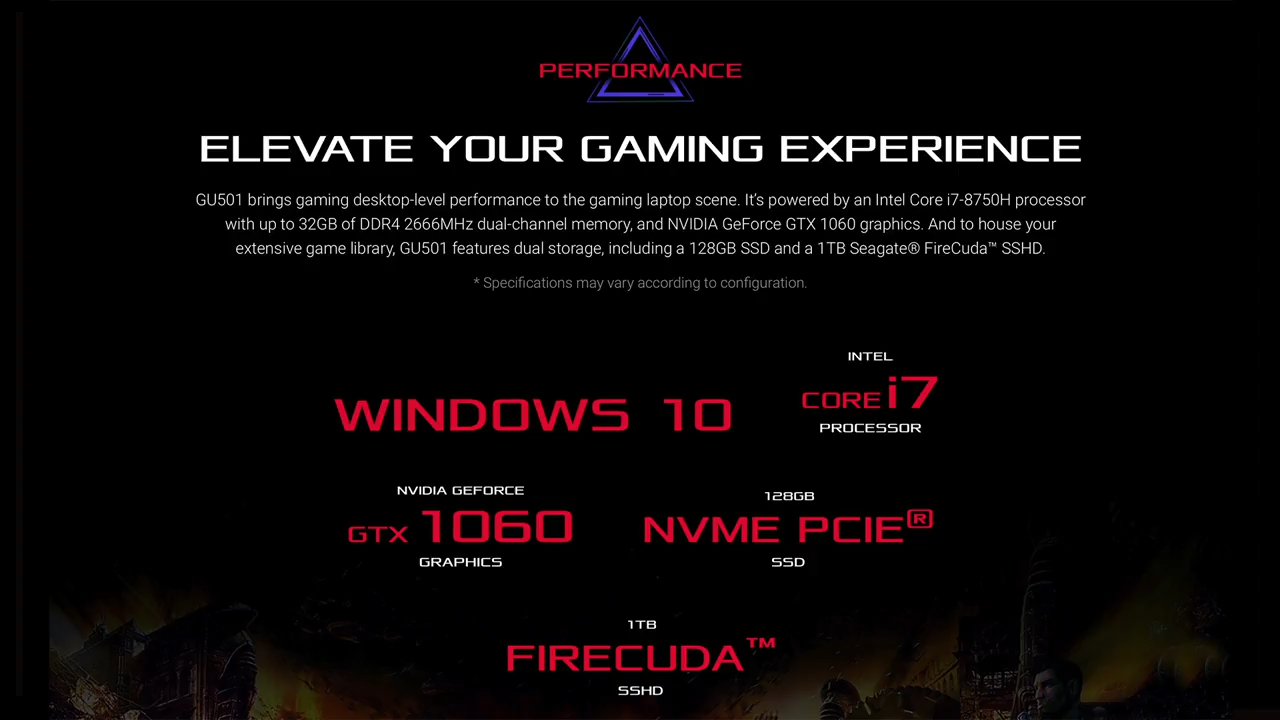 PERFORMANCE
ELEVATE YOUR GAMING EXPERIENCE
GU501 brings gaming desktop-level performance to the gaming laptop scene. It's powered by an Intel Core i7-8750H processor
with up to 32GB of DDR4 2666MHz dual-channel memory, and NVIDIA GeForce GTX 1060 graphics. And to house your
extensive game library, GU501 features dual storage, including a 128GB SSD and a 1TB Seagate® FireCuda™ SSHD.
* Specifications may vary according to configuration.
WINDOWS 10
INTEL
CORE i7
PROCESSOR
NVIDIA GEFORCE
GTX 1060
GRAPHICS
128GB
NVME PCIE®
SSD
1TB
FIRECUDA™
SSHD